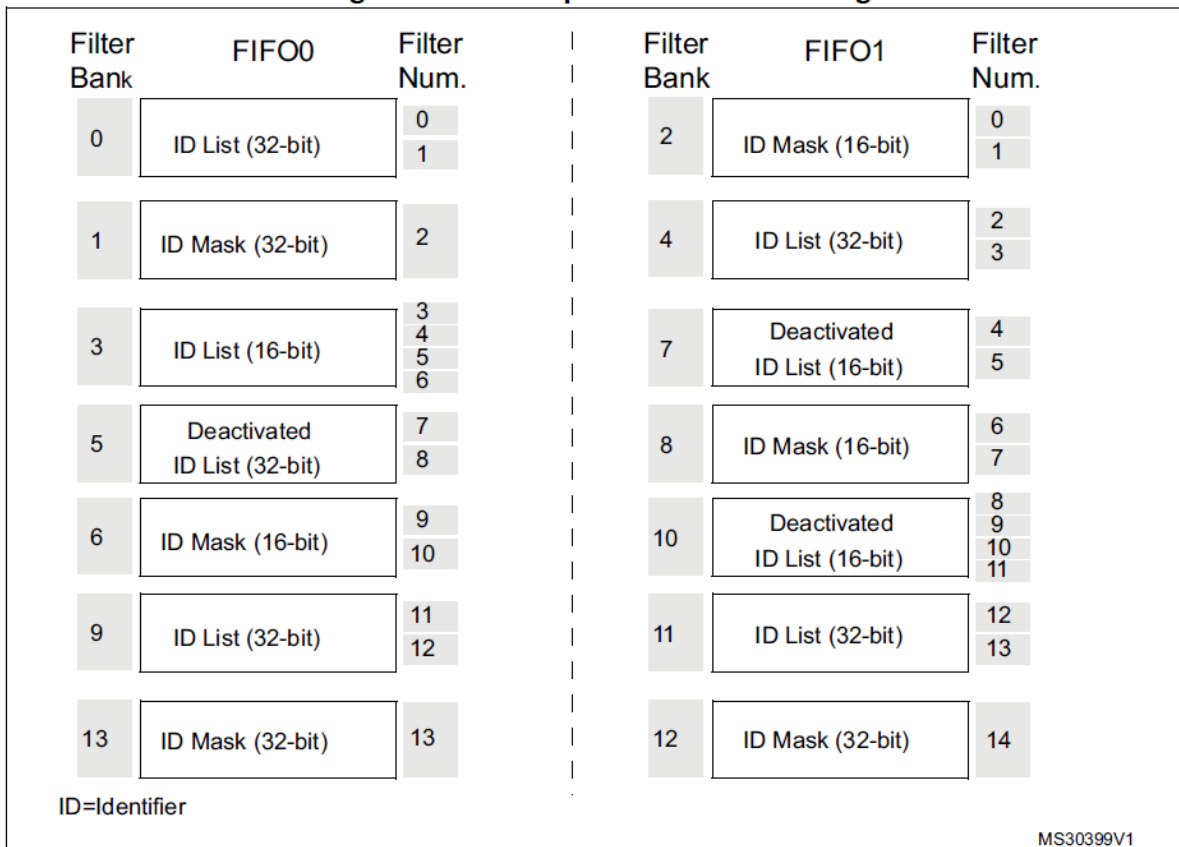 Filter Bank FIFO0 Filter Num.
0 ID List (32-bit) 0 1
1 ID Mask (32-bit) 2
3 ID List (16-bit) 3 4 5 6
5 Deactivated ID List (32-bit) 7 8
6 ID Mask (16-bit) 9 10
9 ID List (32-bit) 11 12
13 ID Mask (32-bit) 13
Filter Bank FIFO1 Filter Num.
2 ID Mask (16-bit) 0 1
4 ID List (32-bit) 2 3
7 Deactivated ID List (16-bit) 4 5
8 ID Mask (16-bit) 6 7
10 Deactivated ID List (16-bit) 8 9 10 11
11 ID List (32-bit) 12 13
12 ID Mask (32-bit) 14
ID=Identifier
MS30399V1